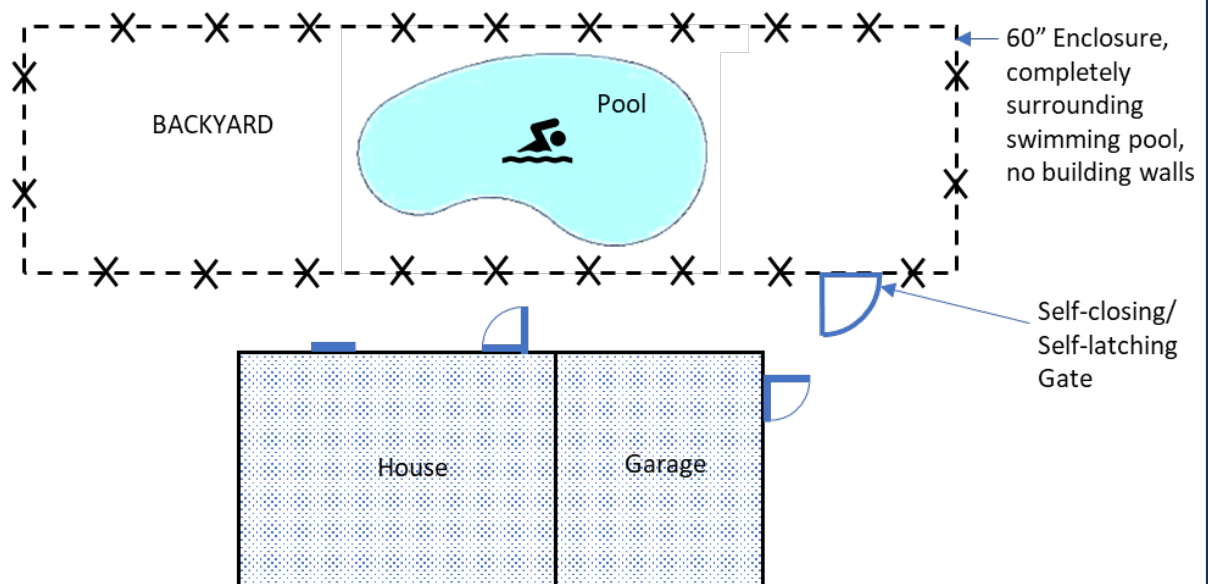 60” Enclosure,
completely
surrounding
swimming pool,
no building walls
Pool
BACKYARD
Self-closing/
Self-latching
Gate
House
Garage